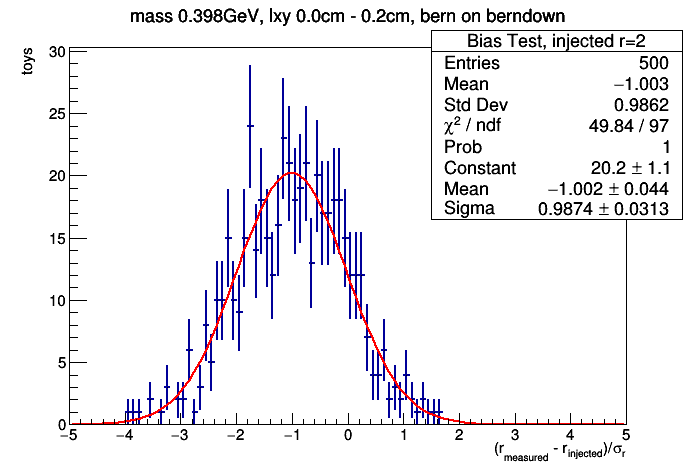 mass 0.398GeV, lxy 0.0cm - 0.2cm, bern on berndown
Bias Test, injected r=2
Entries 500
Mean −1.003
Std Dev 0.9862
χ² / ndf 49.84 / 97
Prob 1
Constant 20.2 ± 1.1
Mean −1.002 ± 0.044
Sigma 0.9874 ± 0.0313
toys
30
25
20
15
10
5
0
−5 −4 −3 −2 −1 0 1 2 3 4 5
(r_measured - r_injected)/σ_r